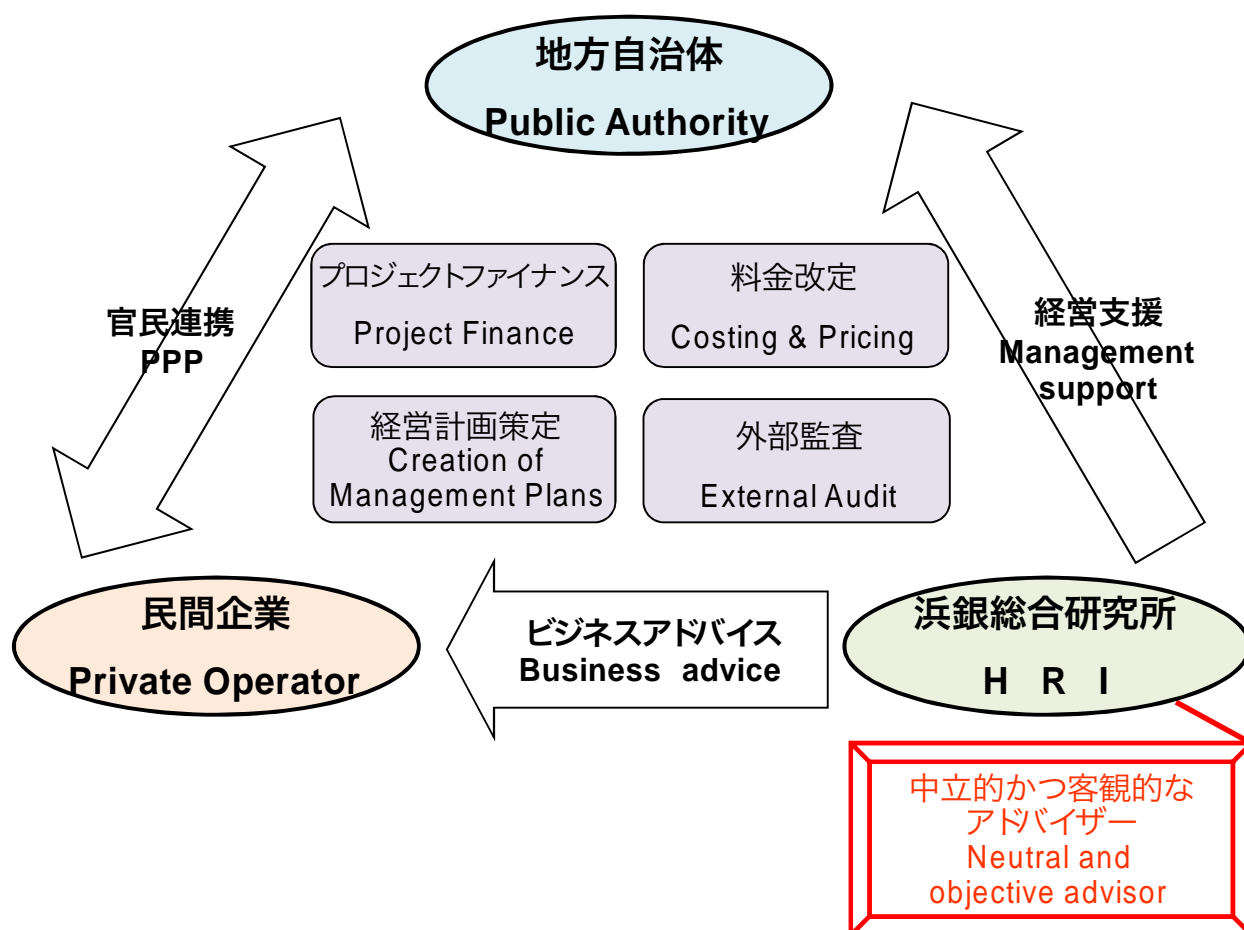 地方自治体
Public Authority
プロジェクトファイナンス
Project Finance
料金改定
Costing & Pricing
官民連携
PPP
経営支援
Management
support
経営計画策定
Creation of
Management Plans
外部監査
External Audit
民間企業
Private Operator
ビジネスアドバイス
Business advice
浜銀総合研究所
H R I
中立的かつ客観的な
アドバイザー
Neutral and
objective advisor